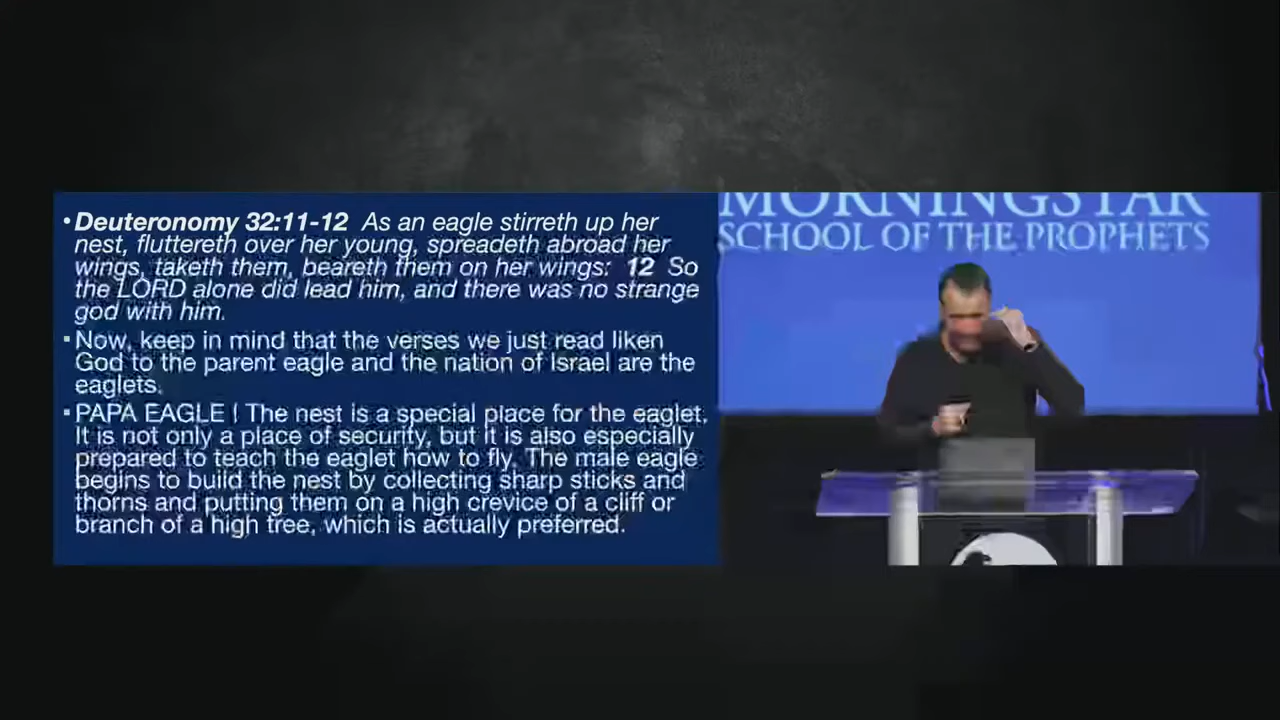 • Deuteronomy 32:11-12 As an eagle stirreth up her
nest, fluttereth over her young, spreadeth abroad her
wings, taketh them, beareth them on her wings: 12 So
the LORD alone did lead him, and there was no strange
god with him.
▪ Now, keep in mind that the verses we just read liken
God to the parent eagle and the nation of Israel are the
eaglets.
▪ PAPA EAGLE | The nest is a special place for the eaglet.
It is not only a place of security, but it is also especially
prepared to teach the eaglet how to fly. The male eagle
begins to build the nest by collecting sharp sticks and
thorns and putting them on a high crevice of a cliff or
branch of a high tree, which is actually preferred.
MORNINGSTAR
SCHOOL OF THE PROPHETS